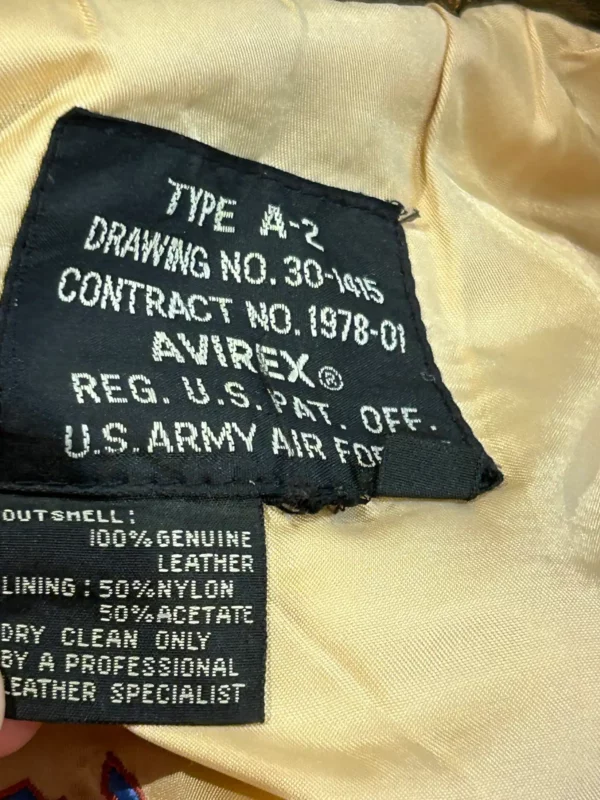 TYPE A-2
DRAWING NO. 30-1415
CONTRACT NO. 1978-01
AVIREX®
REG. U.S. PAT. OFF.
U.S. ARMY AIR FOR
OUTSHELL:
100% GENUINE
LEATHER
LINING : 50% NYLON
50% ACETATE
DRY CLEAN ONLY
BY A PROFESSIONAL
LEATHER SPECIALIST